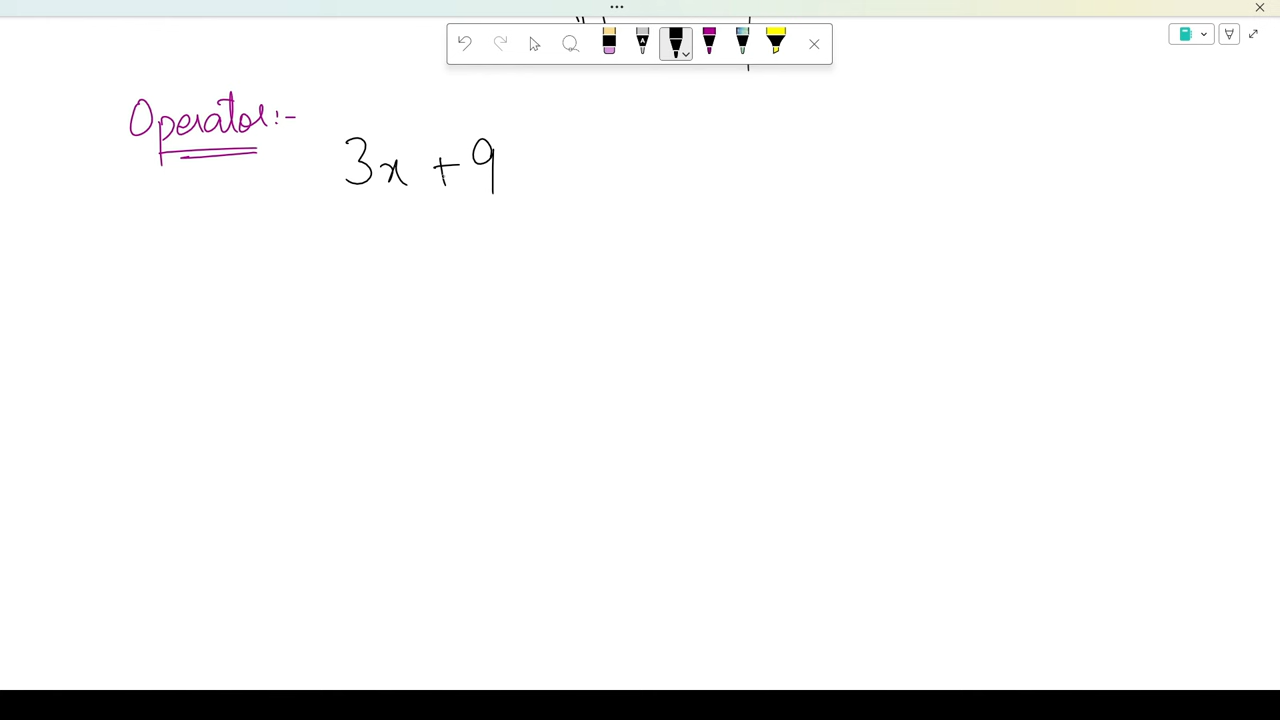 Operator:-
3x + 9